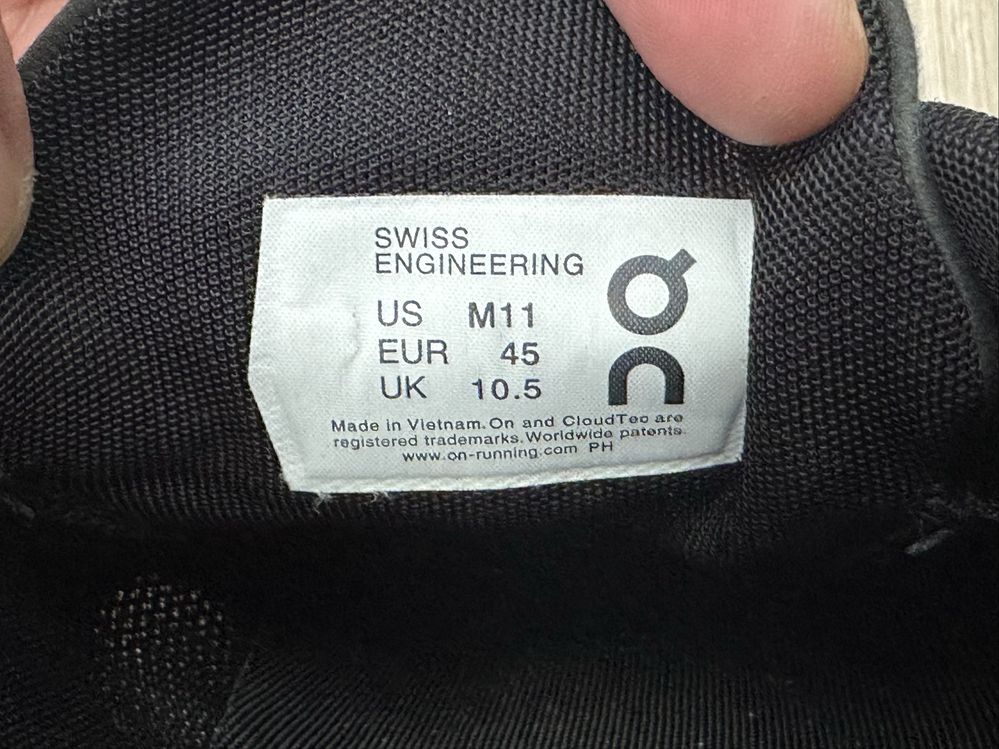 SWISS
ENGINEERING
US M11
EUR 45
UK 10.5
Made in Vietnam. On and CloudTec are
registered trademarks. Worldwide patents.
www.on-running.com PH